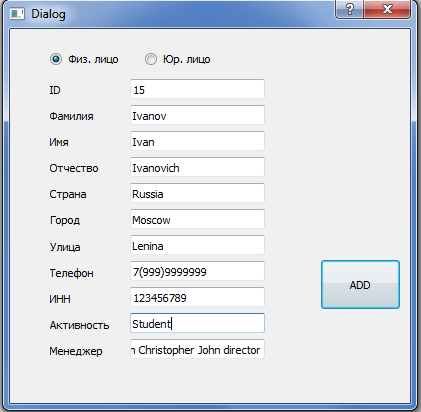 Dialog
Физ. лицо Юр. лицо
ID 15
Фамилия Ivanov
Имя Ivan
Отчество Ivanovich
Страна Russia
Город Moscow
Улица Lenina
Телефон 7(999)9999999
ADD
ИНН 123456789
Активность Student
Менеджер Christopher John director